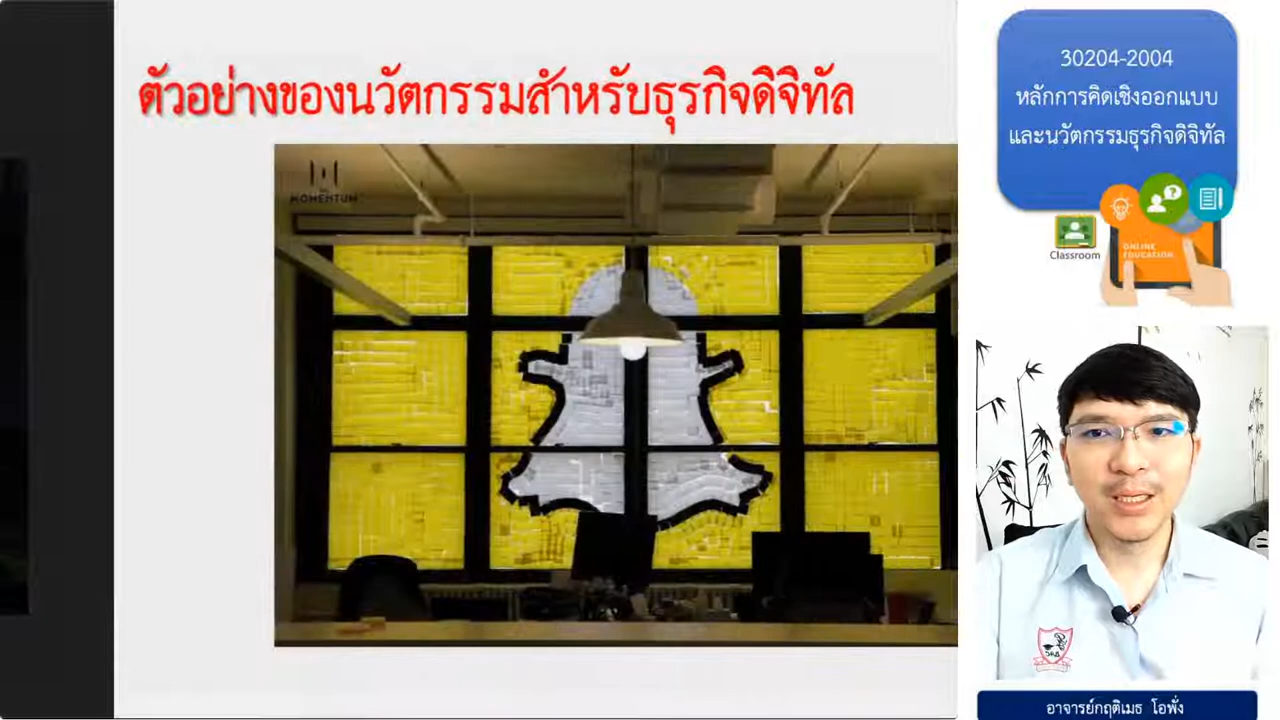 ตัวอย่างของนวัตกรรมสำหรับธุรกิจดิจิทัล
MOMENTUM
30204-2004
หลักการคิดเชิงออกแบบ
และนวัตกรรมธุรกิจดิจิทัล
Classroom
ONLINE
EDUCATION
อาจารย์กฤติเมธ โอพั่ง